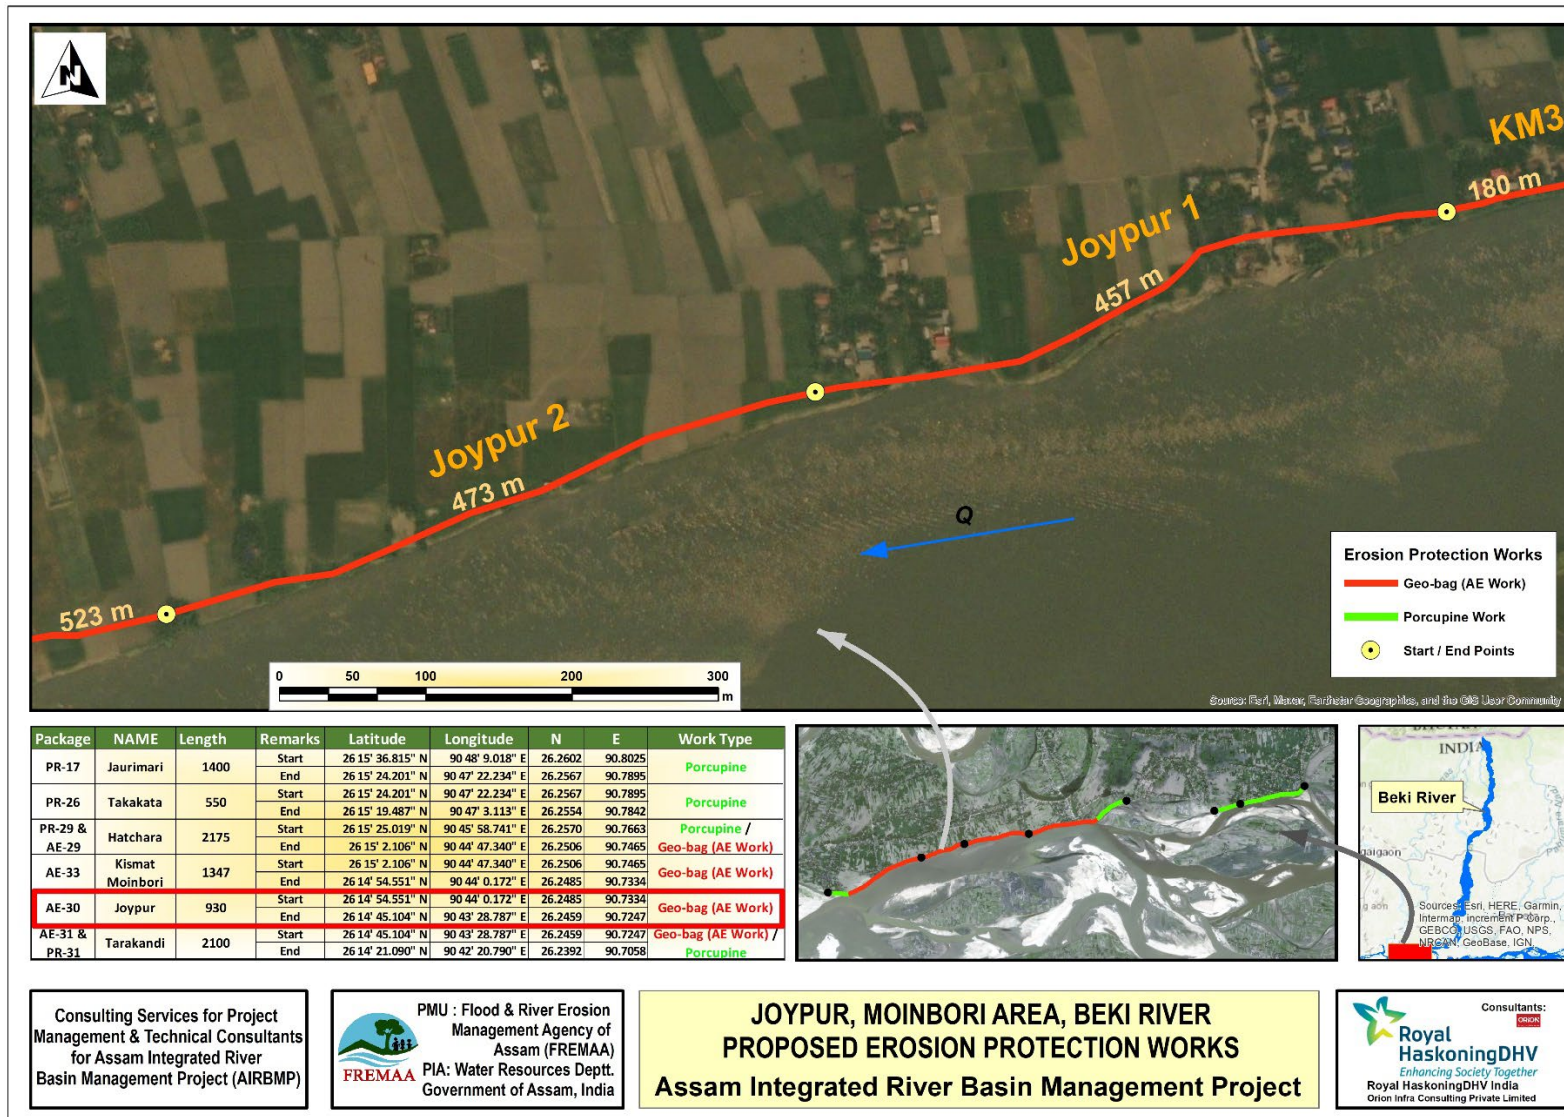 N
KM3
180 m
Joypur 1
457 m
Joypur 2
473 m
523 m
Q
Erosion Protection Works
Geo-bag (AE Work)
Porcupine Work
Start / End Points
0 50 100 200 300
m
Source: Esri, Maxar, Earthstar Geographics, and the GIS User Community
Package NAME Length Remarks Latitude Longitude N E Work Type
PR-17 Jaurimari 1400 Start 26 15' 36.815" N 90 48' 9.018" E 26.2602 90.8025 Porcupine
End 26 15' 24.201" N 90 47' 22.234" E 26.2567 90.7895
PR-26 Takakata 550 Start 26 15' 24.201" N 90 47' 22.234" E 26.2567 90.7895 Porcupine
End 26 15' 19.487" N 90 47' 3.113" E 26.2554 90.7842
PR-29 & AE-29 Hatchara 2175 Start 26 15' 25.019" N 90 45' 58.741" E 26.2570 90.7663 Porcupine /
End 26 15' 2.106" N 90 44' 47.340" E 26.2506 90.7465 Geo-bag (AE Work)
AE-33 Kismat Moinbori 1347 Start 26 15' 2.106" N 90 44' 47.340" E 26.2506 90.7465 Geo-bag (AE Work)
End 26 14' 54.551" N 90 44' 0.172" E 26.2485 90.7334
AE-30 Joypur 930 Start 26 14' 54.551" N 90 44' 0.172" E 26.2485 90.7334 Geo-bag (AE Work)
End 26 14' 45.104" N 90 43' 28.787" E 26.2459 90.7247
AE-31 & PR-31 Tarakandi 2100 Start 26 14' 45.104" N 90 43' 28.787" E 26.2459 90.7247 Geo-bag (AE Work) /
End 26 14' 21.090" N 90 42' 20.790" E 26.2392 90.7058 Porcupine
INDIA
Beki River
gaigaon
Sources: Esri, HERE, Garmin,
Intermap, increment P Corp.,
GEBCO, USGS, FAO, NPS,
NRCAN, GeoBase, IGN,
Consulting Services for Project
Management & Technical Consultants
for Assam Integrated River
Basin Management Project (AIRBMP)
FREMAA
PMU : Flood & River Erosion
Management Agency of
Assam (FREMAA)
PIA: Water Resources Deptt.
Government of Assam, India
JOYPUR, MOINBORI AREA, BEKI RIVER
PROPOSED EROSION PROTECTION WORKS
Assam Integrated River Basin Management Project
Consultants:
ORION
Royal
HaskoningDHV
Enhancing Society Together
Royal HaskoningDHV India
Orion Infra Consulting Private Limited